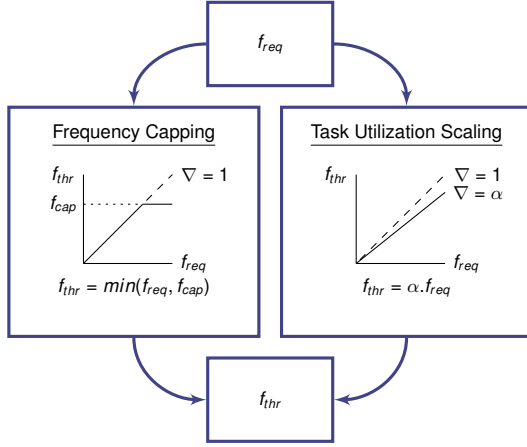 f_req
Frequency Capping
f_thr
∇ = 1
f_cap
f_req
f_thr = min(f_req, f_cap)
Task Utilization Scaling
f_thr
∇ = 1
∇ = α
f_req
f_thr = α.f_req
f_thr